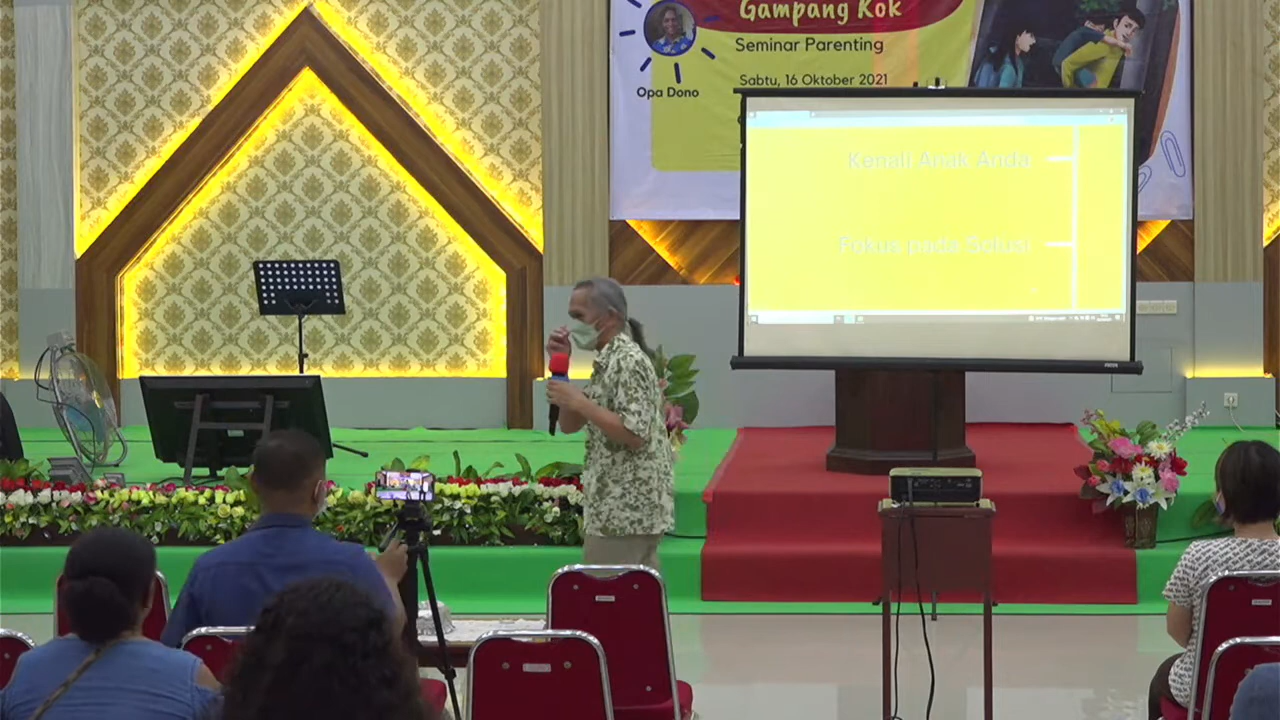 Gampang Kok
Seminar Parenting
Sabtu, 16 Oktober 2021
Opa Dono
Kenali Anak Anda
Fokus pada Solusi